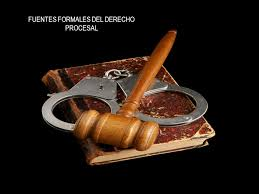 FUENTES FORMALES DEL DERECHO
PROCESAL